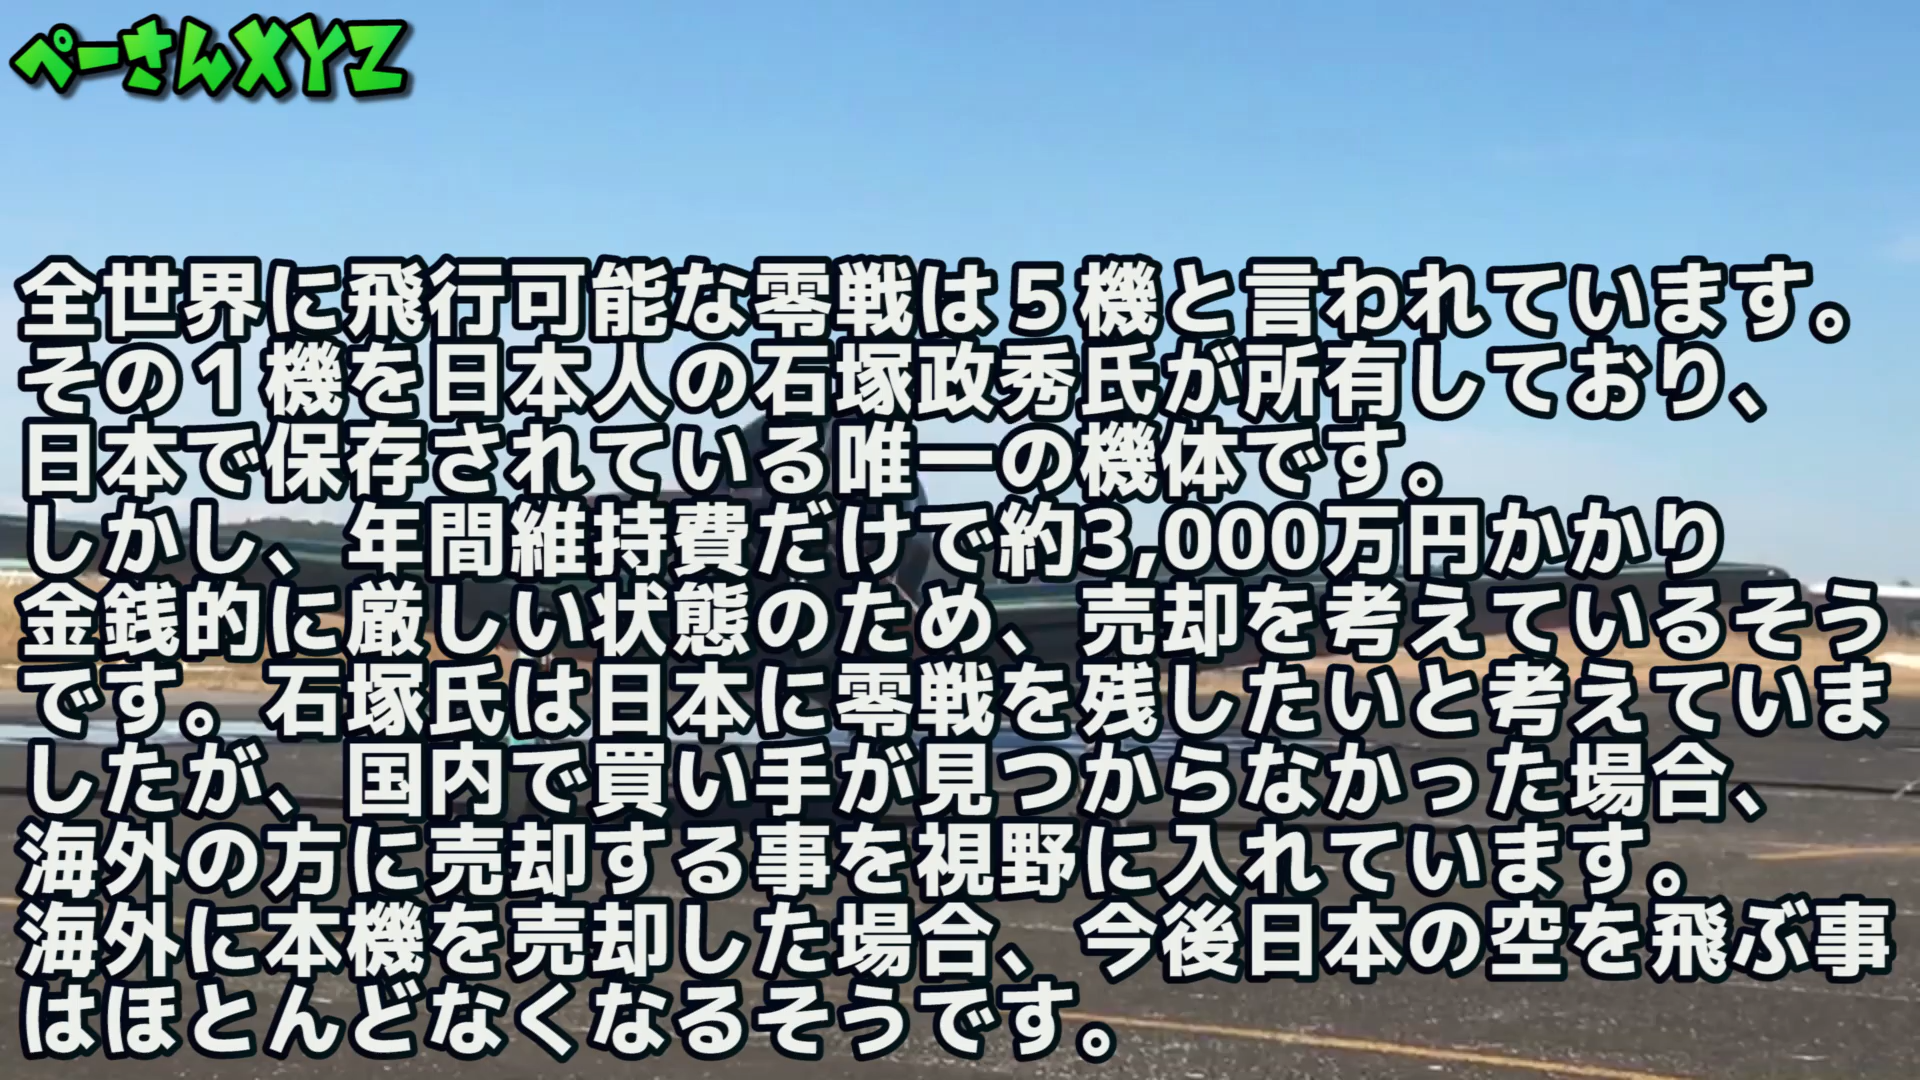 ぺーさんXYZ
全世界に飛行可能な零戦は５機と言われています。
その１機を日本人の石塚政秀氏が所有しており、
日本で保存されている唯一の機体です。
しかし、年間維持費だけで約3,000万円かかり
金銭的に厳しい状態のため、売却を考えているそう
です。石塚氏は日本に零戦を残したいと考えていま
したが、国内で買い手が見つからなかった場合、
海外の方に売却する事を視野に入れています。
海外に本機を売却した場合、今後日本の空を飛ぶ事
はほとんどなくなるそうです。